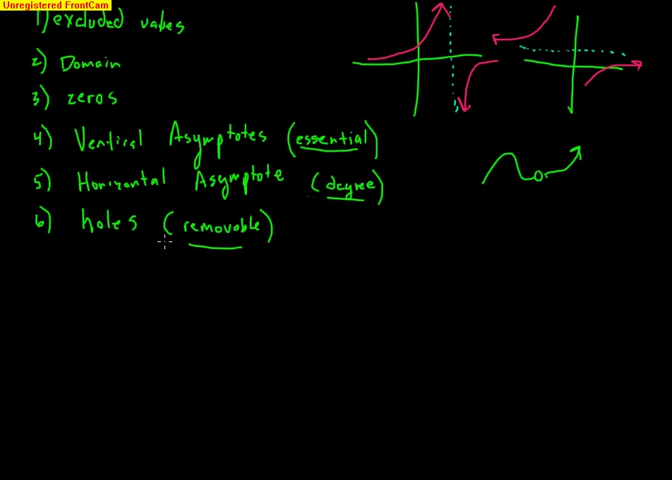 Unregistered FrontCam
1) excluded values
2) Domain
3) zeros
4) Vertical Asymptotes (essential)
5) Horizontal Asymptote (degree)
6) holes (removable)